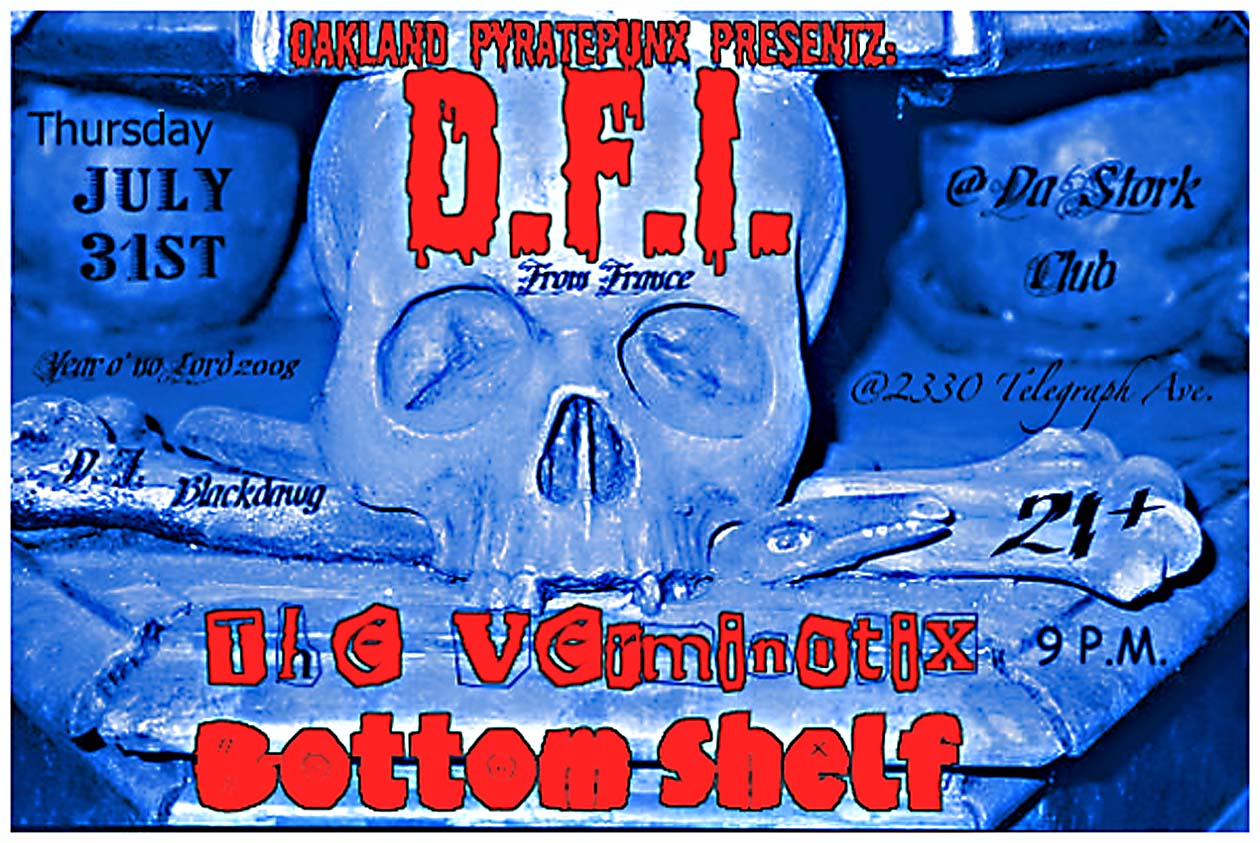 OAKLAND PYRATEPUNX PRESENTZ:
D.F.I.
From France
Thursday
JULY
31ST
Year o' no Lord 2008
@ Da Stork
Club
@2330 Telegraph Ave.
D.J. Blackdawg
21+
9 P.M.
The Verminotix
Bottom Shelf